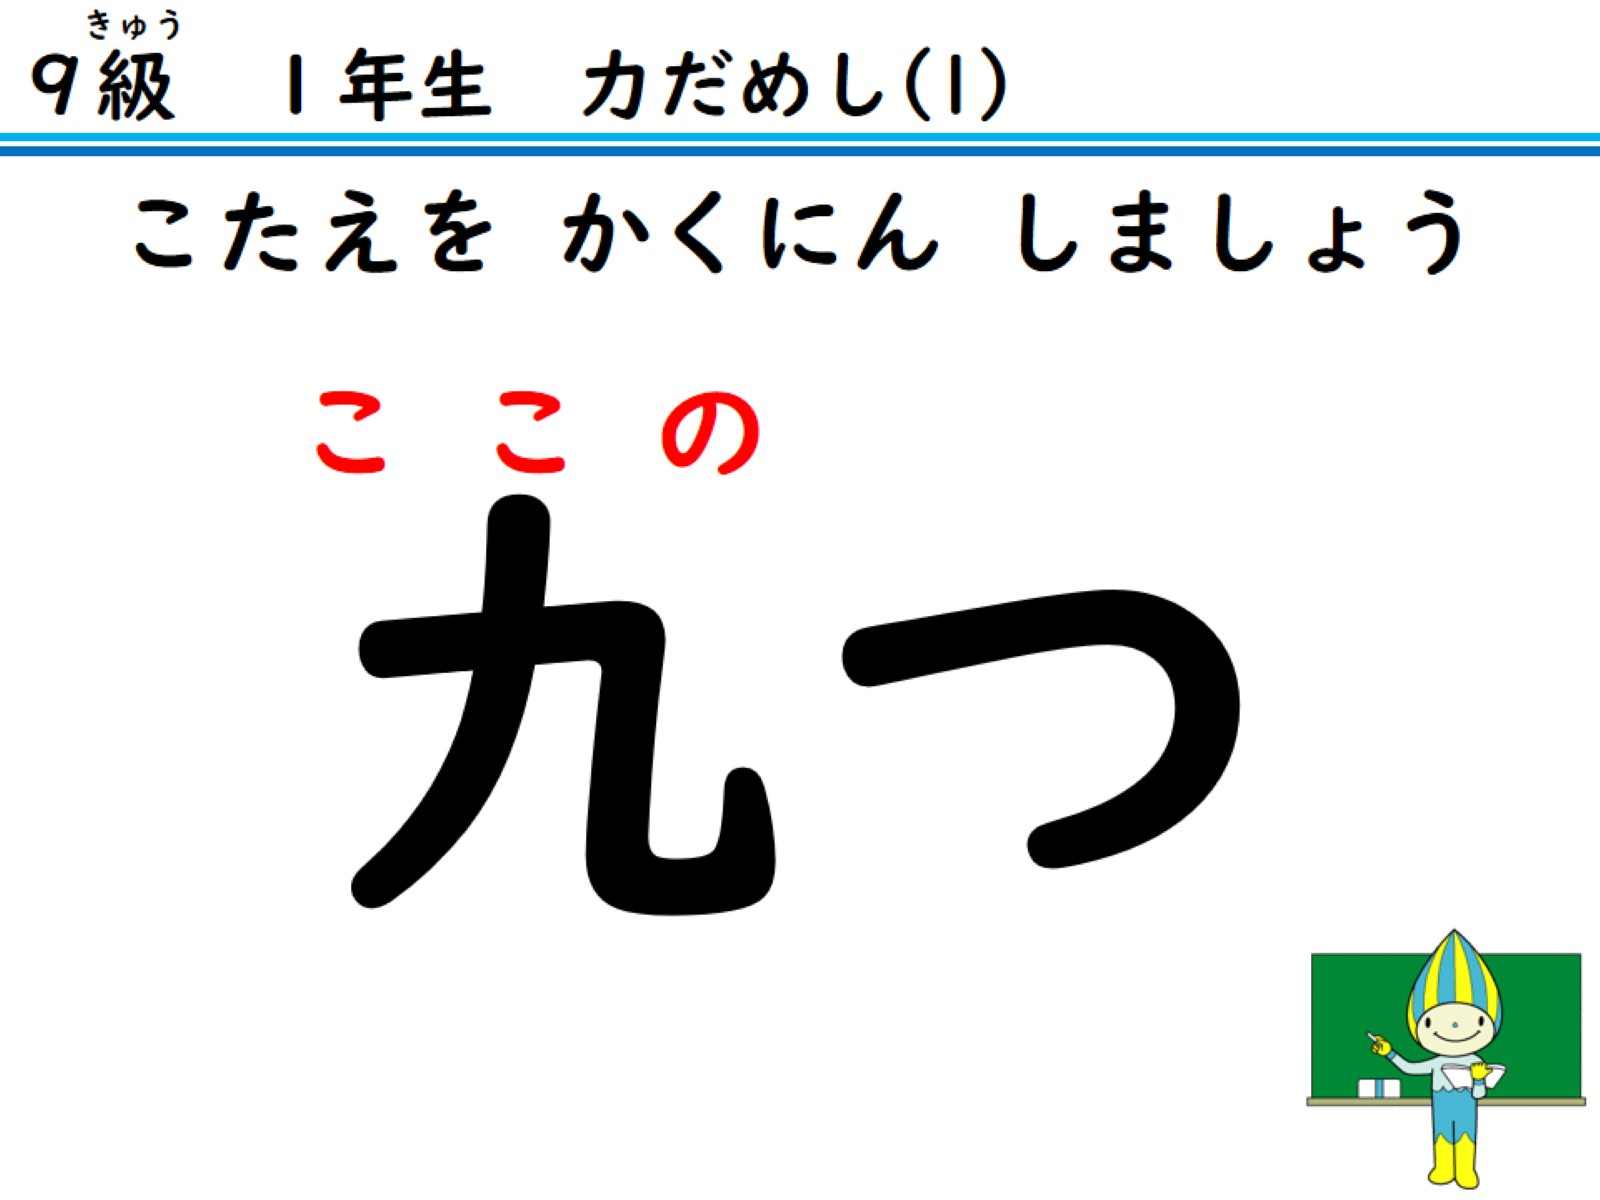 きゅう
9級　1年生　力だめし(1)
こたえを かくにん しましょう
こ こ の
九つ